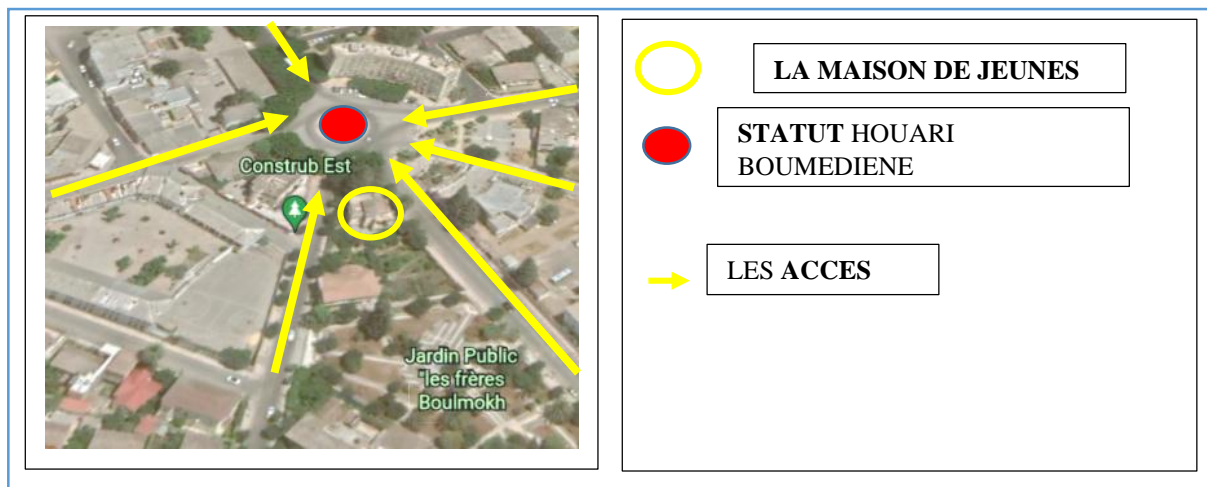 Construb Est
Jardin Public
"les frères
Boulmokh
LA MAISON DE JEUNES
STATUT HOUARI
BOUMEDIENE
LES ACCES